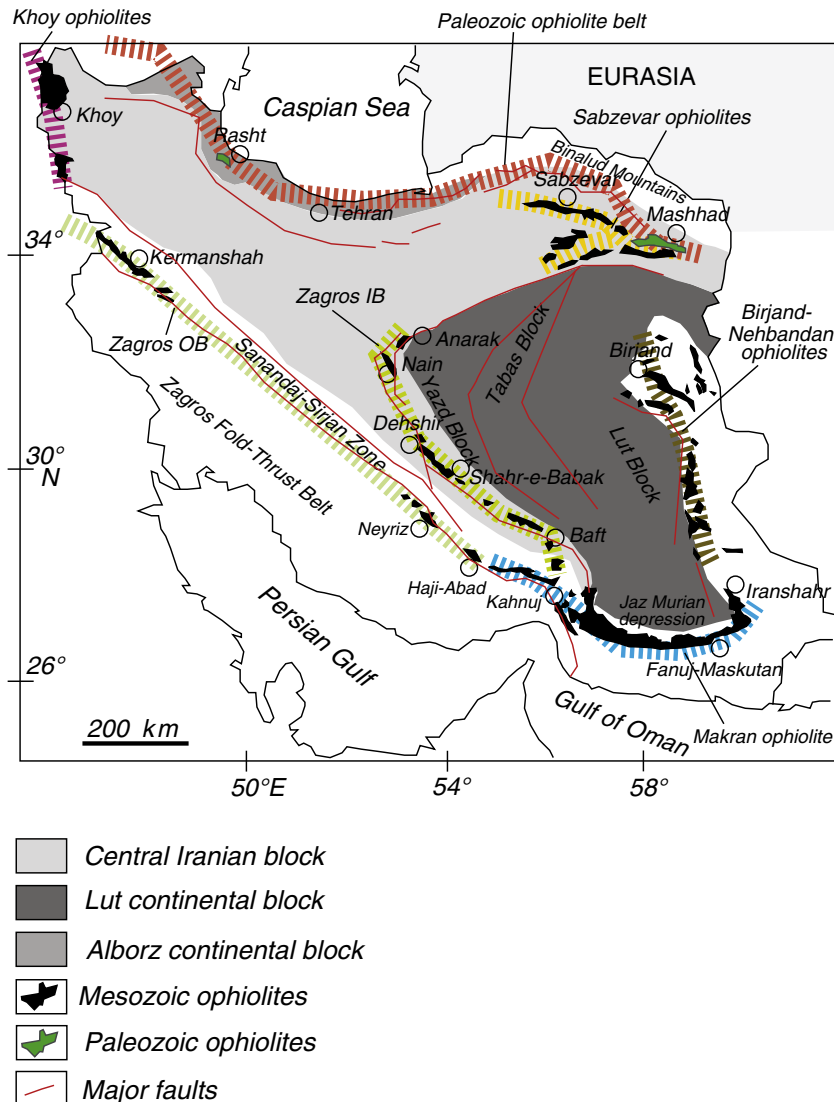 Khoy ophiolites
Paleozoic ophiolite belt
EURASIA
Caspian Sea
Sabzevar ophiolites
Khoy
Rasht
Binalud Mountains
Sabzevar
Mashhad
Tehran
34°
Kermanshah
Zagros IB
Birjand-
Nehbandan
ophiolites
Zagros OB
Anarak
Tabas Block
Birjand
Nain
Sanandaj-Sirjan Zone
Yazd Block
Zagros Fold-Thrust Belt
Dehshir
Lut Block
30°
N
Shahr-e-Babak
Neyriz
Baft
Haji-Abad
Kahnuj
Iranshahr
Jaz Murian
depression
Persian Gulf
26°
Fanuj-Maskutan
200 km
Gulf of Oman
Makran ophiolite
50°E
54°
58°
Central Iranian block
Lut continental block
Alborz continental block
Mesozoic ophiolites
Paleozoic ophiolites
Major faults